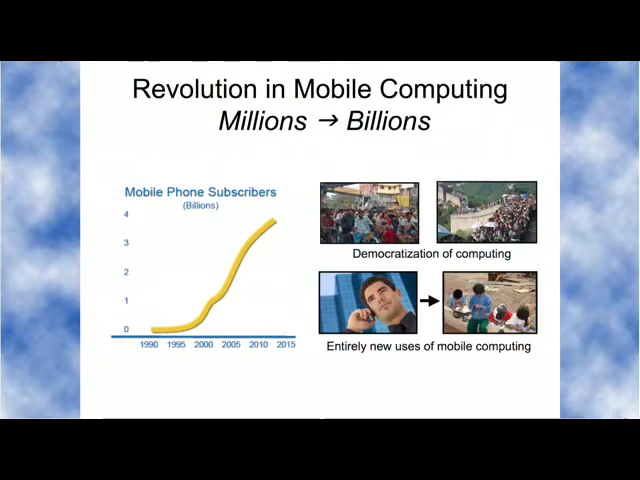 Revolution in Mobile Computing
Millions → Billions
Mobile Phone Subscribers
(Billions)
4
3
2
1
0
1990 1995 2000 2005 2010 2015
Democratization of computing
Entirely new uses of mobile computing